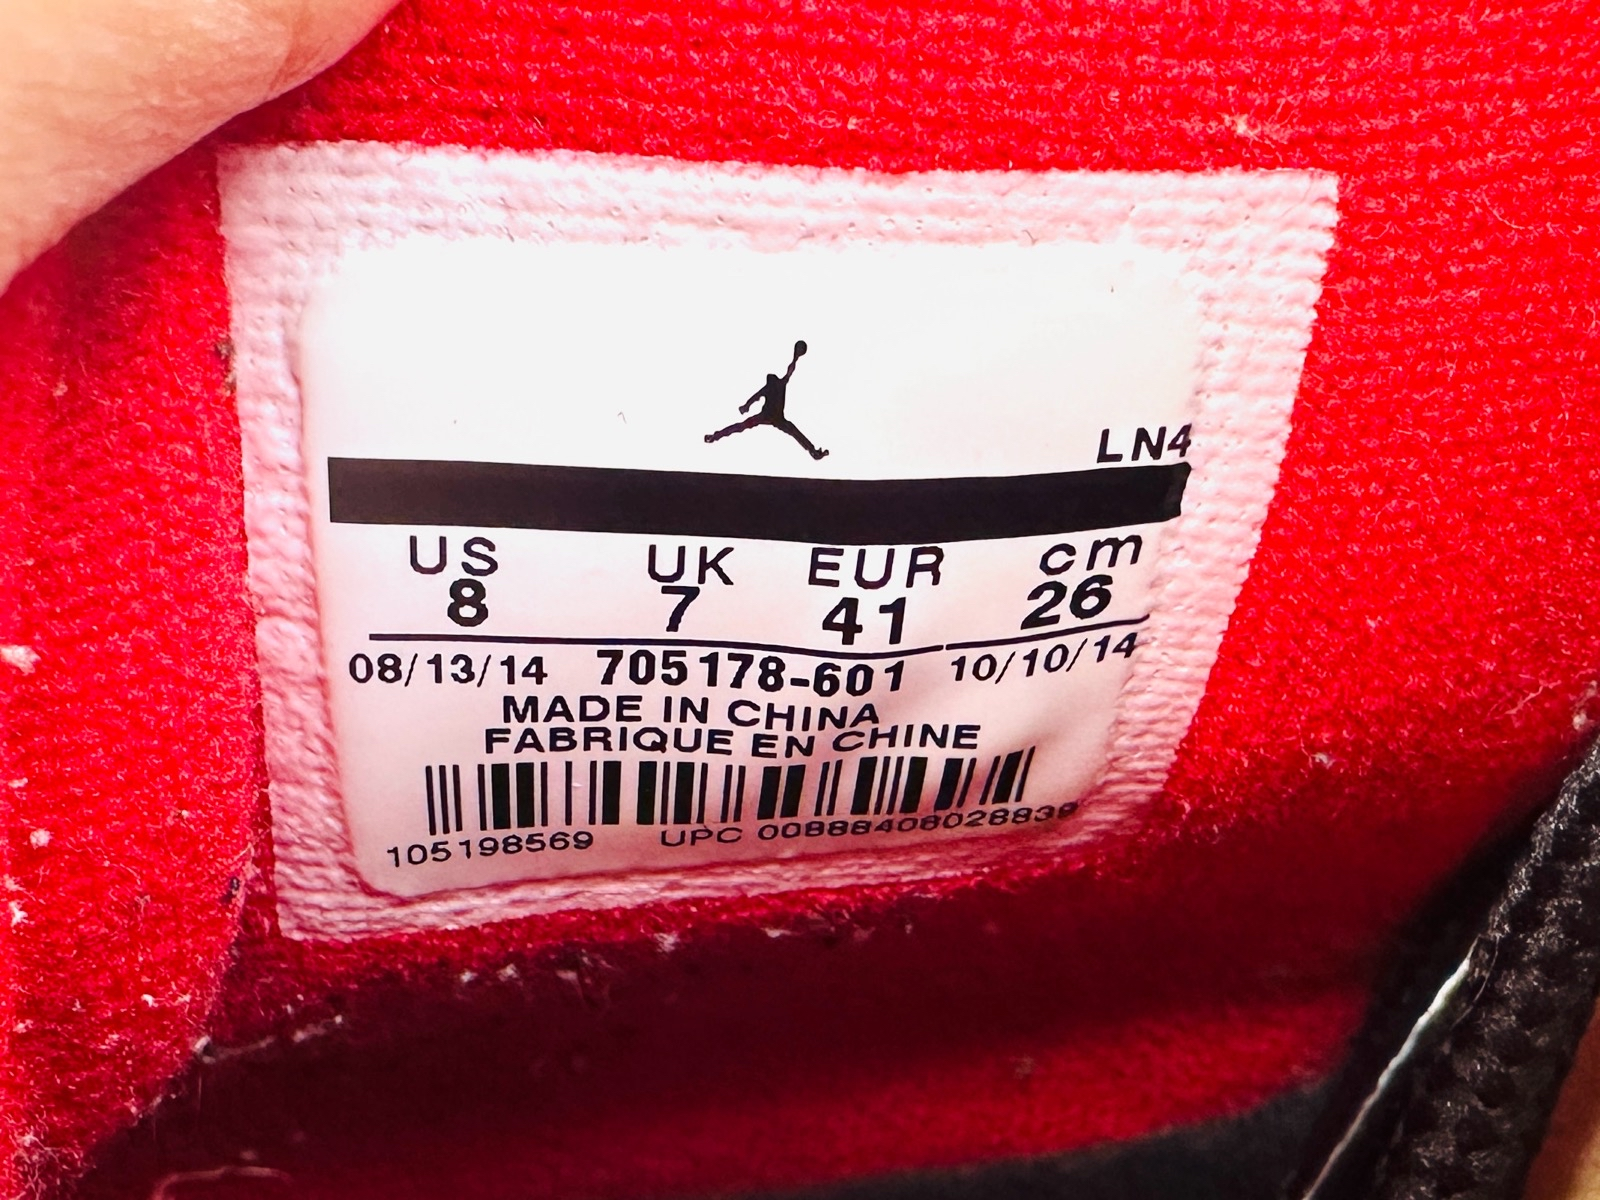 LN4
US UK EUR cm
8 7 41 26
08/13/14 705178-601 10/10/14
MADE IN CHINA
FABRIQUE EN CHINE
105198569 UPC 00888408028839